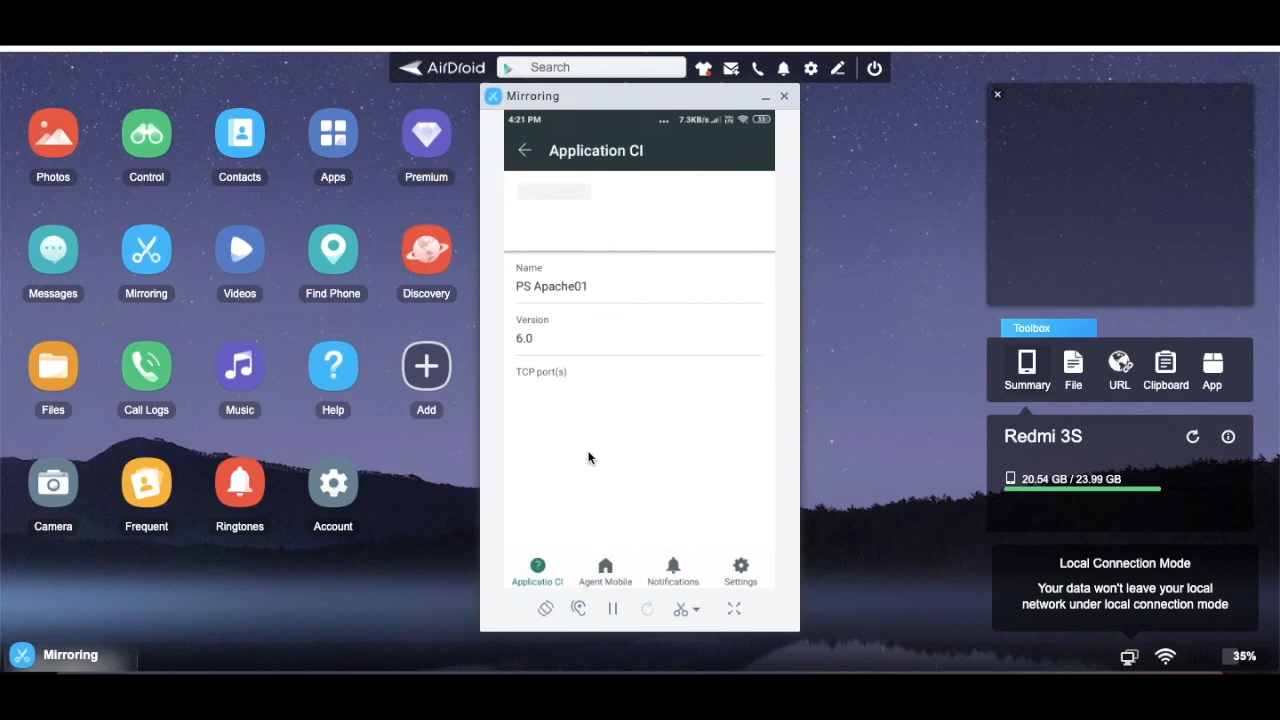 AirDroid
Search
Mirroring
4:21 PM
... 7.3KB/s
Application CI
Name
PS Apache01
Version
6.0
TCP port(s)
Applicatio CI
Agent Mobile
Notifications
Settings
Photos
Control
Contacts
Apps
Premium
Messages
Mirroring
Videos
Find Phone
Discovery
Files
Call Logs
Music
Help
Add
Camera
Frequent
Ringtones
Account
Toolbox
Summary
File
URL
Clipboard
App
Redmi 3S
20.54 GB / 23.99 GB
Local Connection Mode
Your data won't leave your local
network under local connection mode
Mirroring
35%